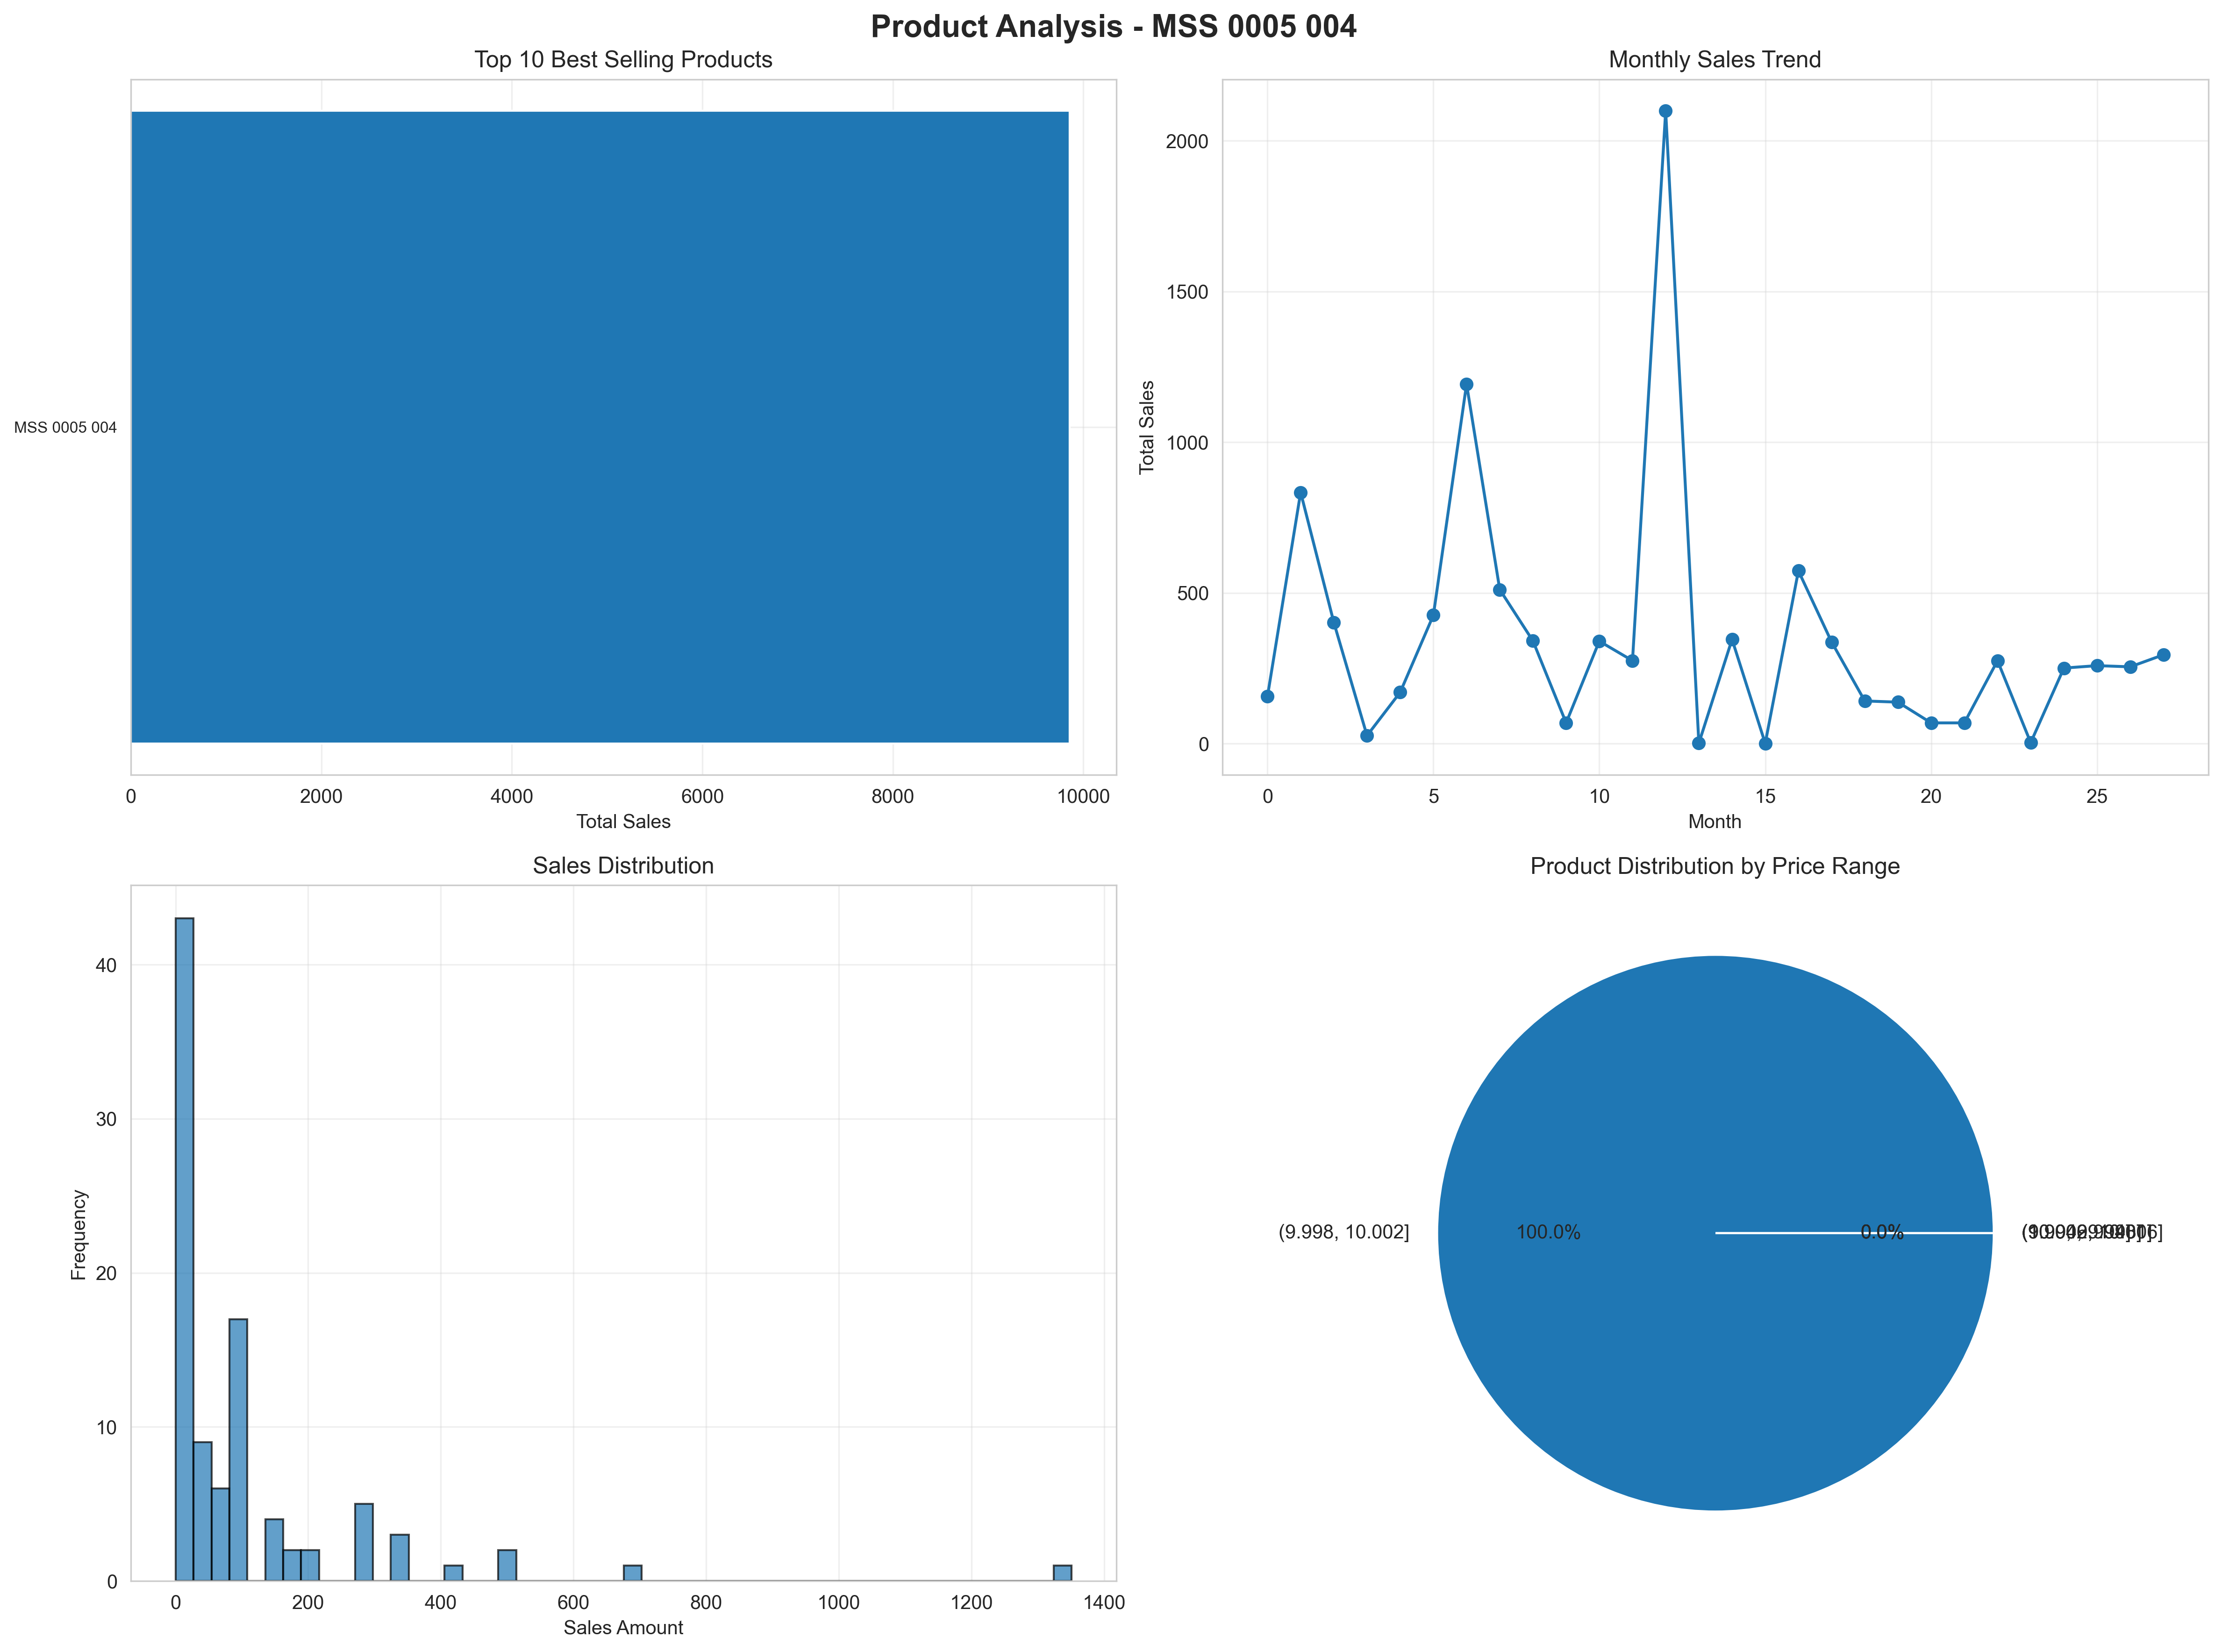 Product Analysis - MSS 0005 004
Top 10 Best Selling Products
MSS 0005 004
0 2000 4000 6000 8000 10000
Total Sales
Monthly Sales Trend
Total Sales
2000
1500
1000
500
0
0 5 10 15 20 25
Month
Sales Distribution
Frequency
40
30
20
10
0
0 200 400 600 800 1000 1200 1400
Sales Amount
Product Distribution by Price Range
(9.998, 10.002]
100.0%
0.0%